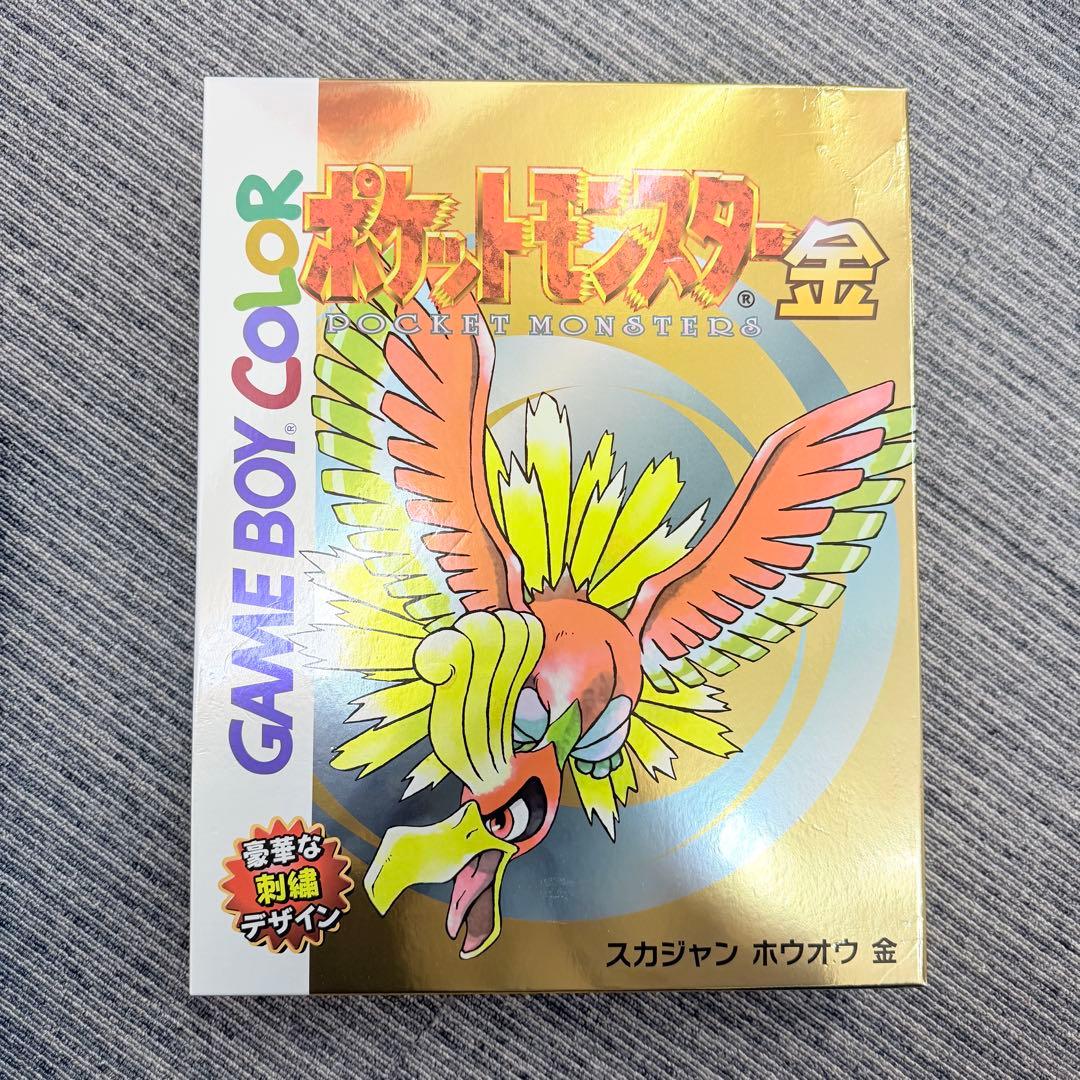 GAME BOY® COLOR
ポケットモンスター®金
POCKET MONSTERS
豪華な
刺繍
デザイン
スカジャン ホウオウ 金